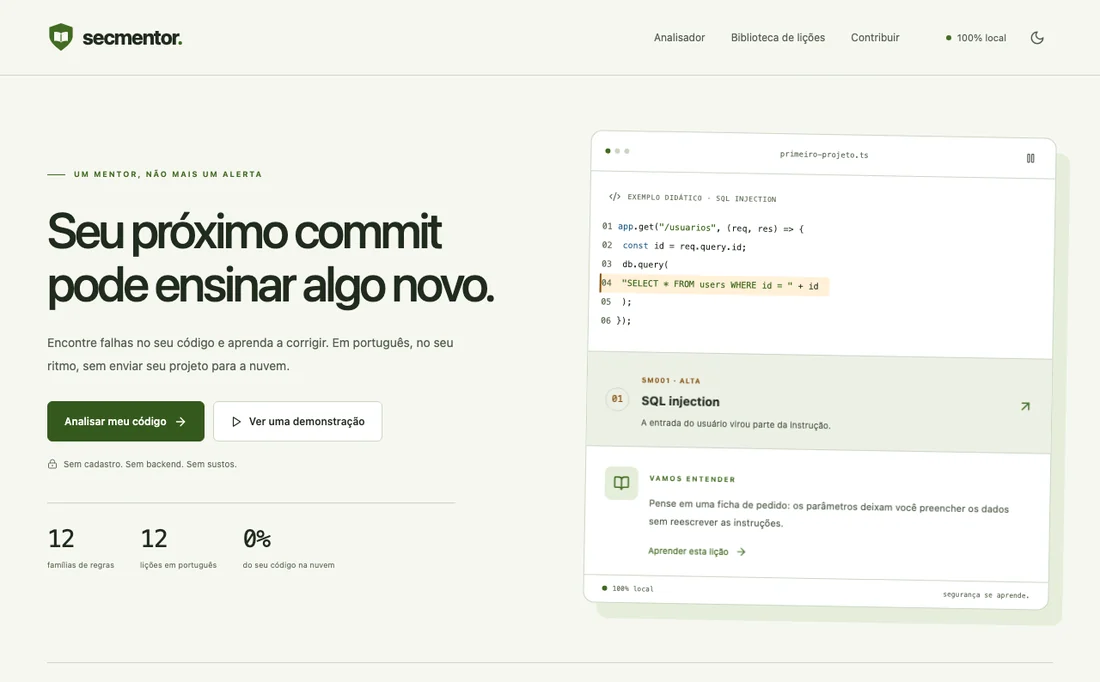 secmentor.
Analisador
Biblioteca de lições
Contribuir
100% local
UM MENTOR, NÃO MAIS UM ALERTA
Seu próximo commit
pode ensinar algo novo.
Encontre falhas no seu código e aprenda a corrigir. Em português, no seu
ritmo, sem enviar seu projeto para a nuvem.
Analisar meu código →
Ver uma demonstração
Sem cadastro. Sem backend. Sem sustos.
12
famílias de regras
12
lições em português
0%
do seu código na nuvem
primeiro-projeto.ts
</> EXEMPLO DIDÁTICO · SQL INJECTION
01 app.get("/usuarios", (req, res) => {
02 const id = req.query.id;
03 db.query(
04 "SELECT * FROM users WHERE id = " + id
05 );
06 });
01
SM001 · ALTA
SQL injection
A entrada do usuário virou parte da instrução.
VAMOS ENTENDER
Pense em uma ficha de pedido: os parâmetros deixam você preencher os dados
sem reescrever as instruções.
Aprender esta lição →
100% local
segurança se aprende.